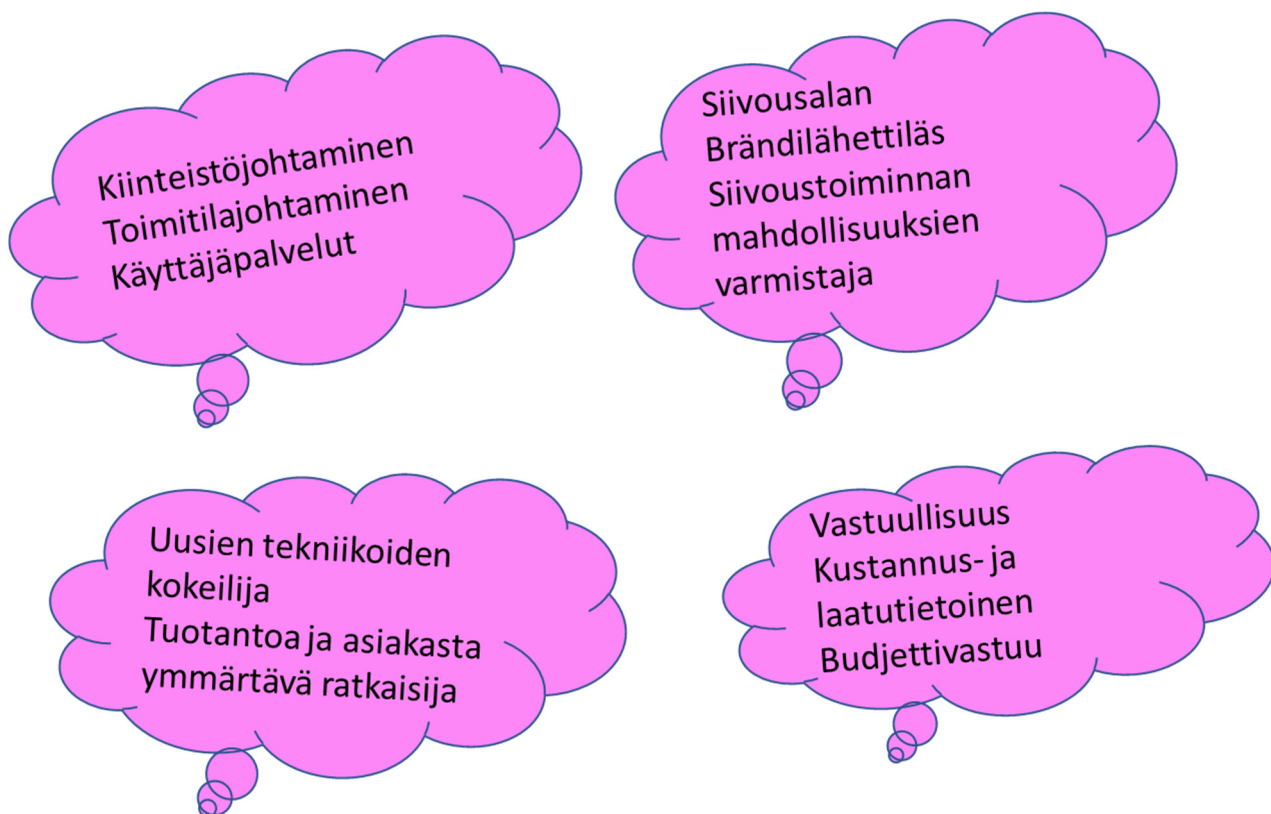 Kiinteistöjohtaminen
Toimitilajohtaminen
Käyttäjäpalvelut
Siivousalan
Brändilähettiläs
Siivoustoiminnan
mahdollisuuksien
varmistaja
Uusien tekniikoiden
kokeilija
Tuotantoa ja asiakasta
ymmärtävä ratkaisija
Vastuullisuus
Kustannus- ja
laatutietoinen
Budjettivastuu